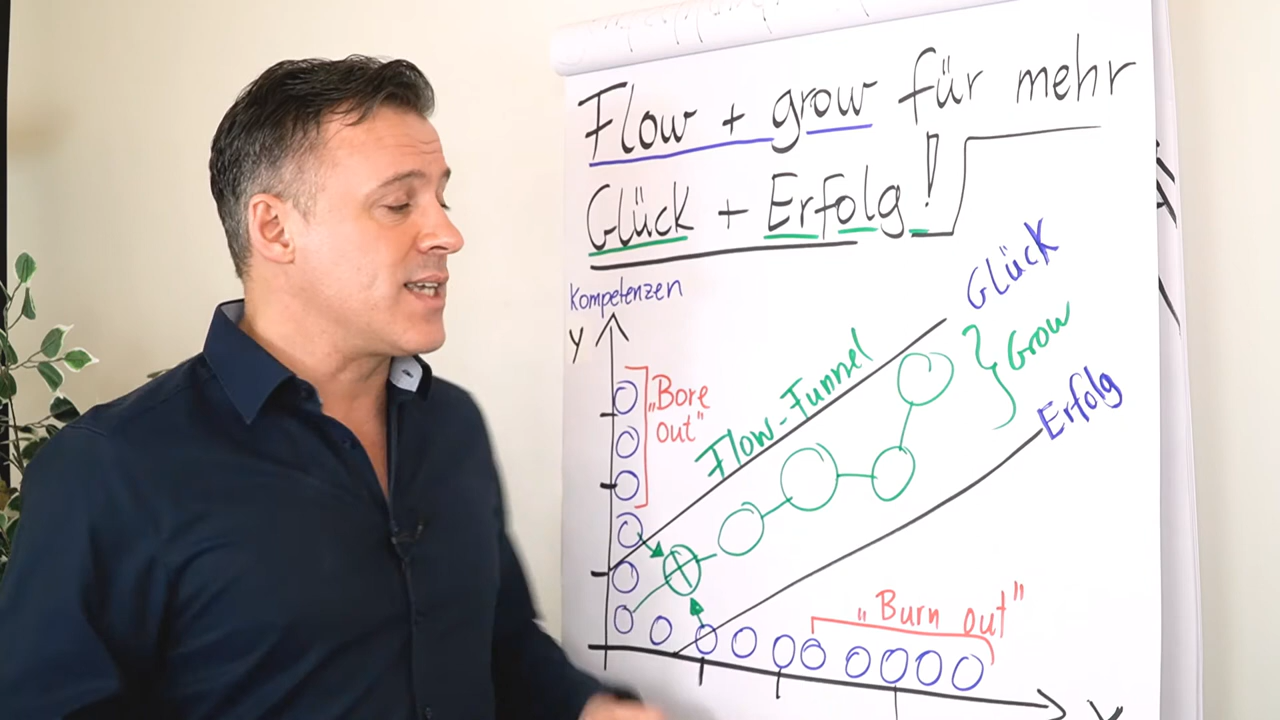 Flow + grow für mehr
Glück + Erfolg!
Kompetenzen
y
Glück
Grow
Erfolg
Flow-Funnel
„Bore
out"
„Burn out"